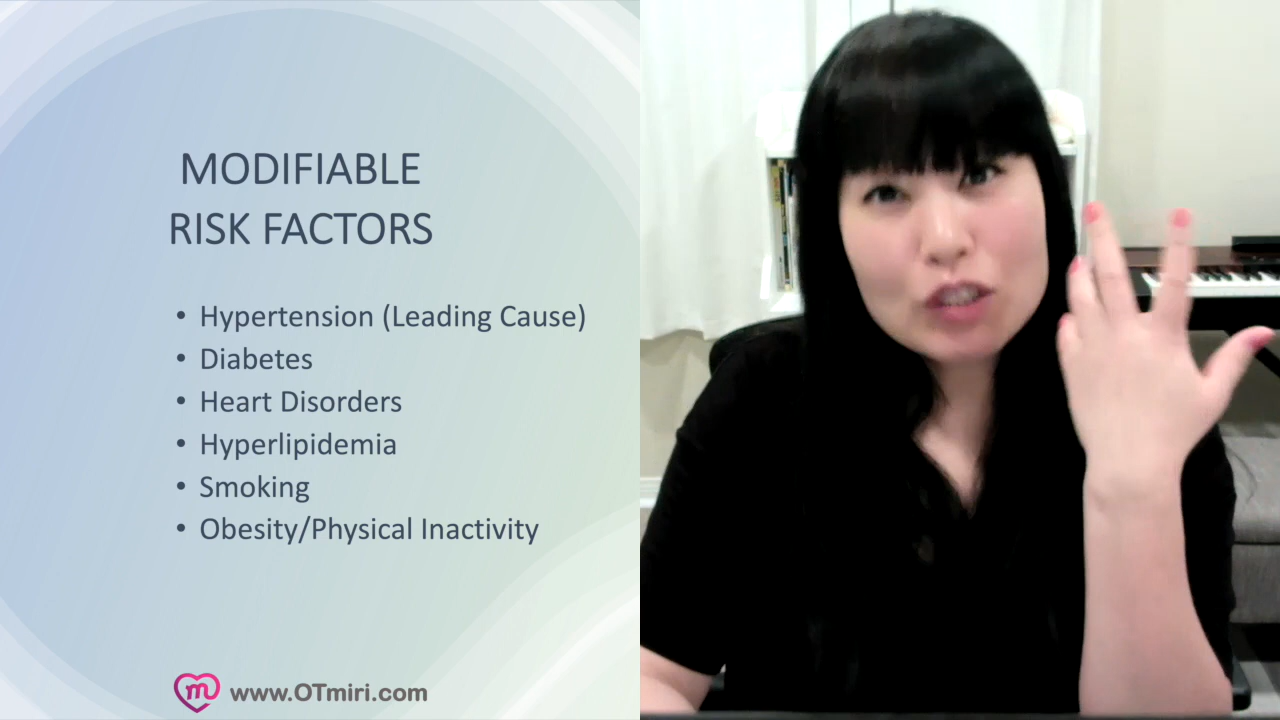 MODIFIABLE
RISK FACTORS
• Hypertension (Leading Cause)
• Diabetes
• Heart Disorders
• Hyperlipidemia
• Smoking
• Obesity/Physical Inactivity
m www.OTmiri.com